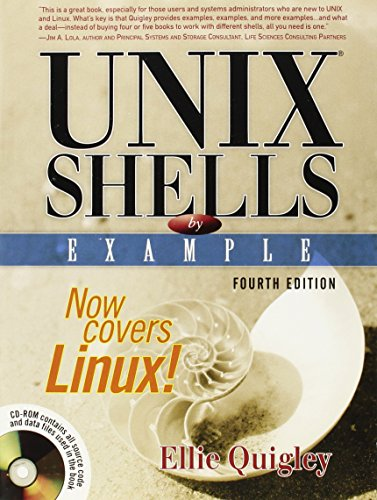 "This is a great book, especially for those users and systems administrators who are new to UNIX
and Linux. What's key is that Quigley provides examples, examples, and more examples...and what
a deal—instead of buying four or five books to work with different shells, all you need is one."
—JIM A. LOLA, AUTHOR AND PRINCIPAL SYSTEMS AND STORAGE CONSULTANT, LIFE SCIENCES CONSULTING PARTNERS
UNIX®
SHELLS
by
EXAMPLE
FOURTH EDITION
Now
covers
Linux!
CD-ROM contains all source code
and data files used in the book
Ellie Quigley